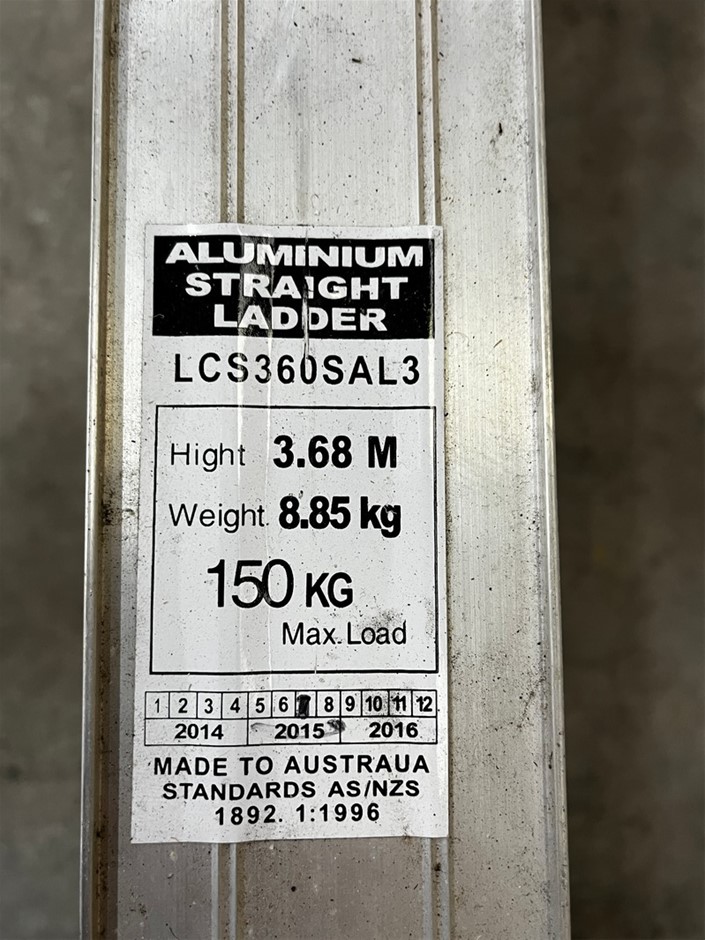 ALUMINIUM
STRAIGHT
LADDER
LCS360SAL3
Hight 3.68 M
Weight. 8.85 kg
150 KG
Max. Load
1 2 3 4 5 6 7 8 9 10 11 12
2014 2015 2016
MADE TO AUSTRAUA
STANDARDS AS/NZS
1892. 1:1996